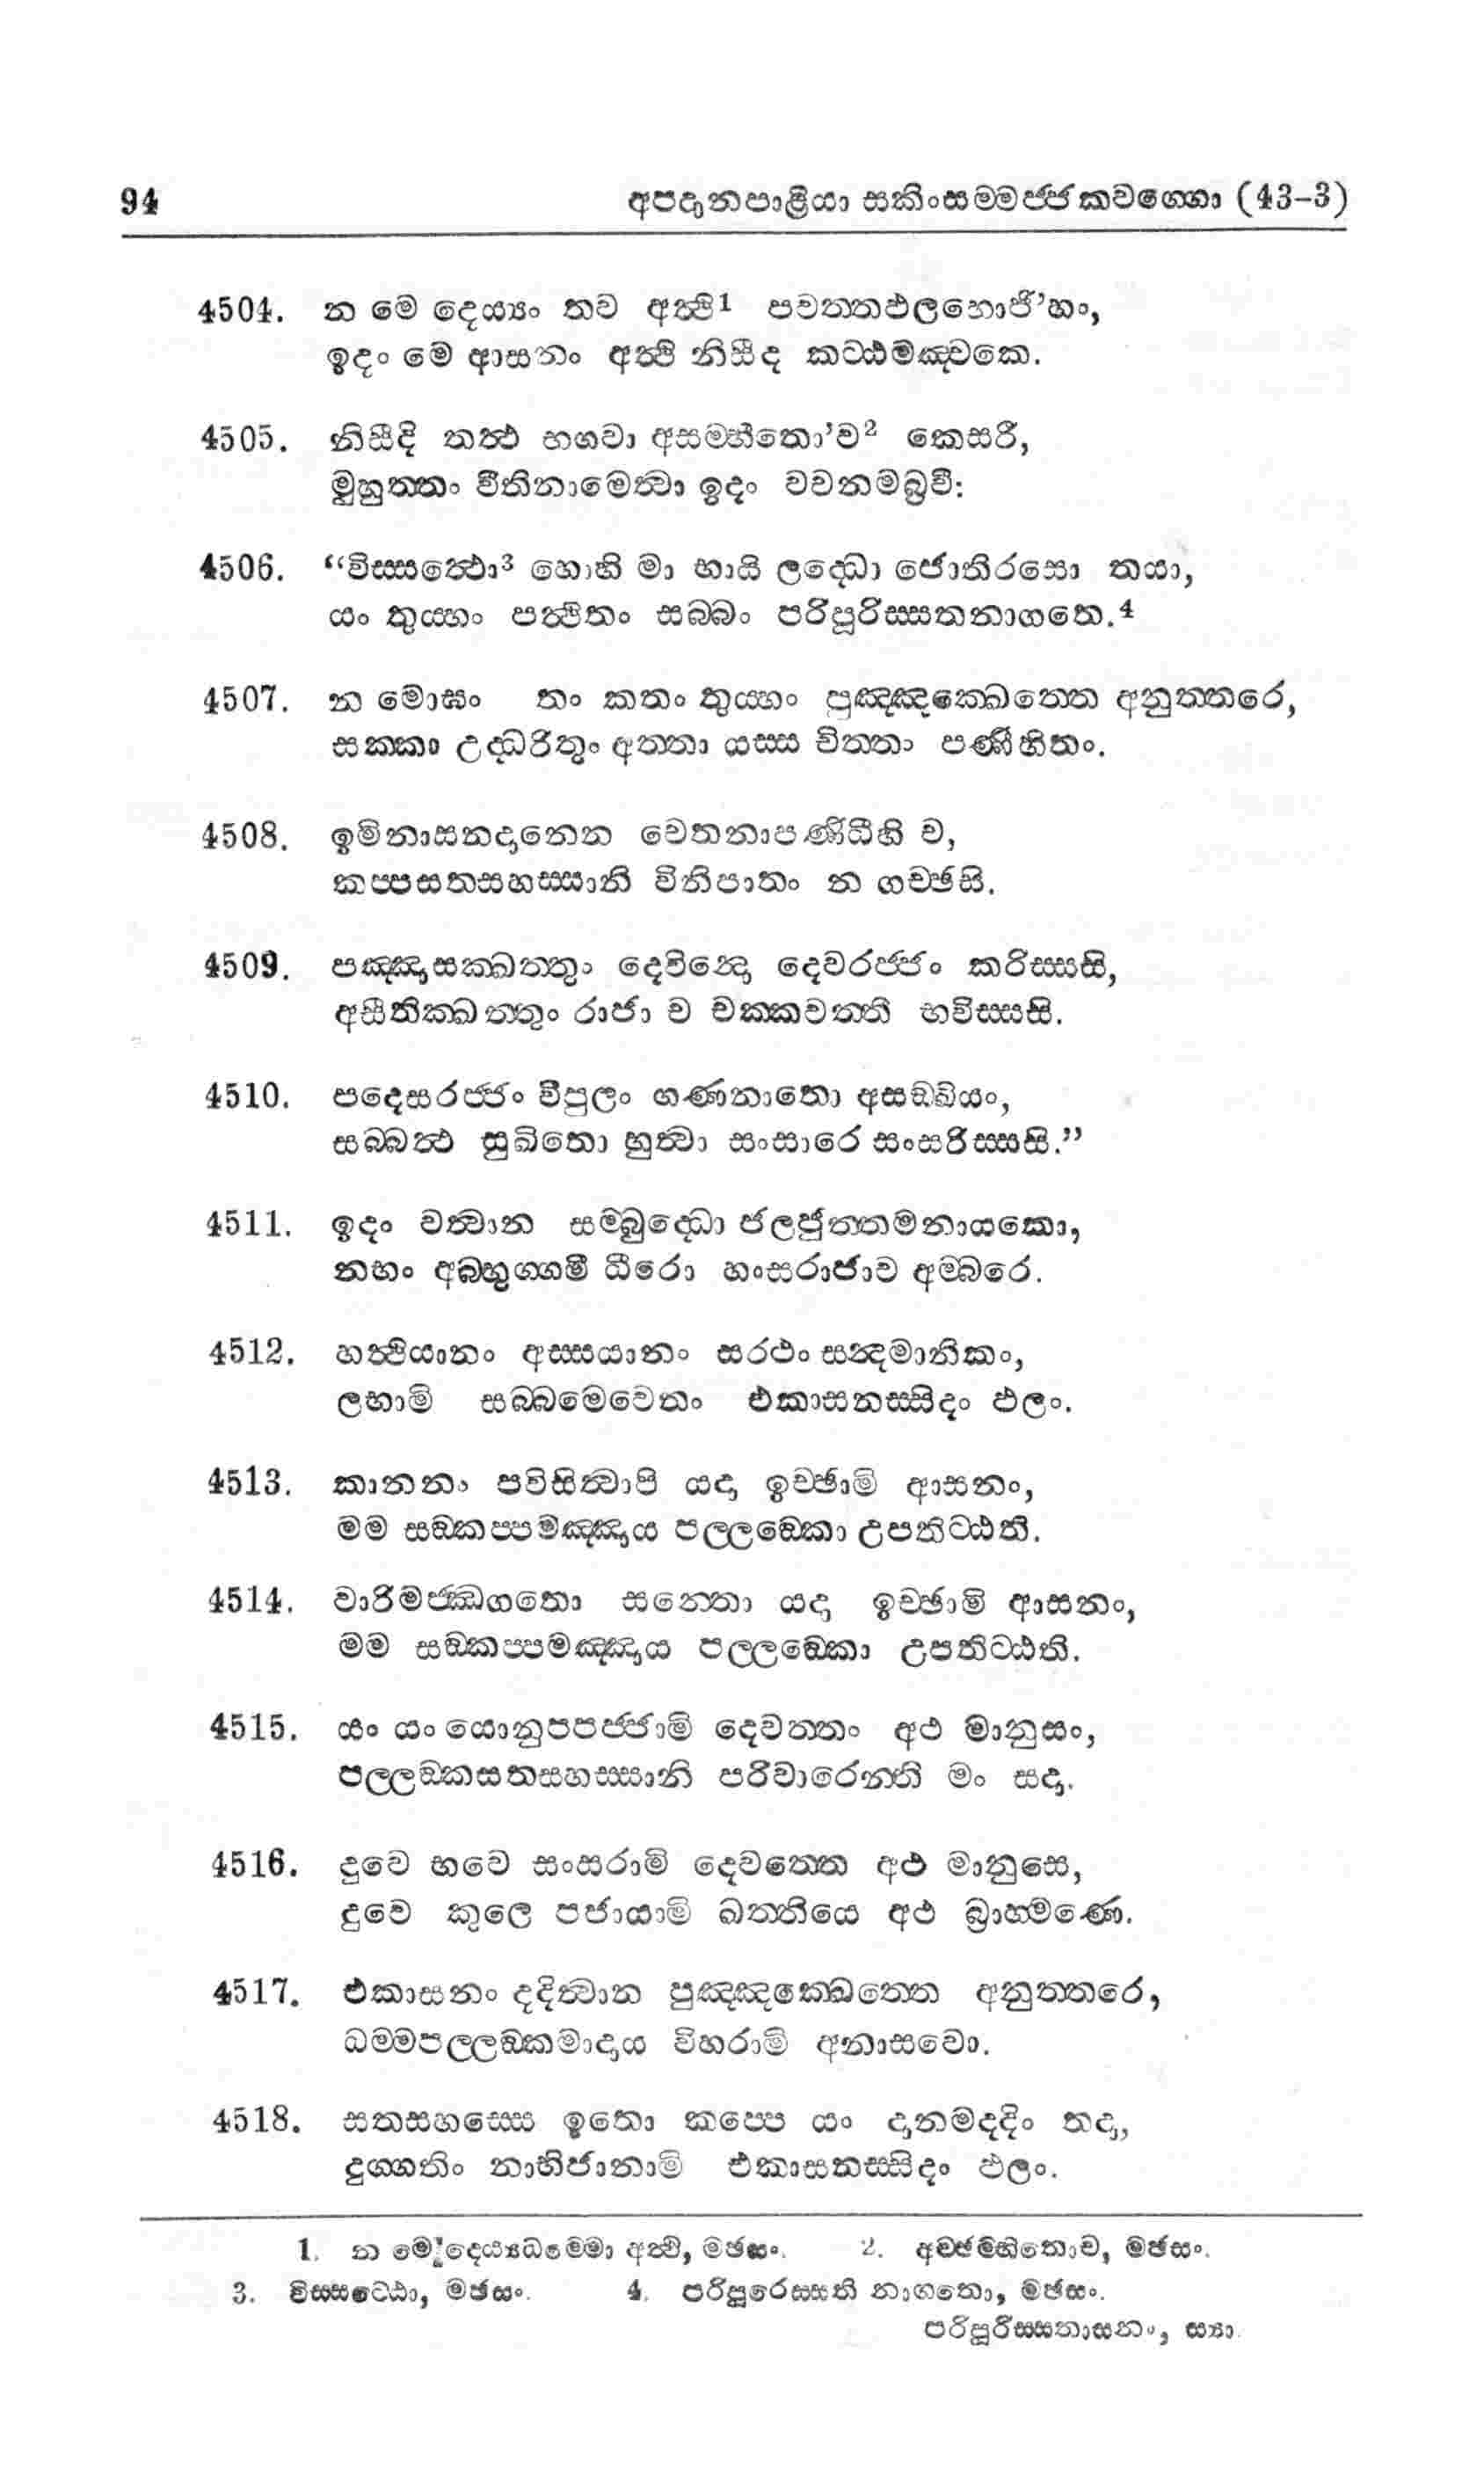 94 අපදානපාළියා සකිංසම්මජ්ජකවග්ගො (43-3)
4504. න මෙ දෙය්‍යං තව අත්‍ථි1 පවත්තඵලභොජි’හං,
ඉදං මෙ ආසනං අත්‍ථි නිසීද කට්ඨමඤ්චකෙ.
4505. නිසීදි තත්‍ථ භගවා අසම්භීතො’ව2 කෙසරී,
මුහුත්තං වීතිනාමෙත්‍වා ඉදං වචනමබ්‍රවී:
4506. “විස්සත්‍ථො3 හොහි මා භායි ලද්ධො ජොතිරසො තයා,
යං තුය්හං පත්‍ථිතං සබ්බං පරිපූරිස්සතනාගතෙ.4
4507. න මොඝං තං කතං තුය්හං පුඤ්ඤක්ඛෙත්තෙ අනුත්තරෙ,
සක්කා උද්ධරිතුං අත්තා යස්ස චිත්තං පණීහිතං.
4508. ඉමිනාසනදානෙන චෙතනාපණිධීහි ච,
කප්පසතසහස්සානි විනිපාතං න ගච්ඡසි.
4509. පඤ්ඤාසක්ඛත්තුං දෙවින්‍දො දෙවරජ්ජං කරිස්සසි,
අසීතික්ඛත්තුං රාජා ච චක්කවත්තී භවිස්සසි.
4510. පදෙසරජ්ජං වීපුලං ගණනාතො අසඞ්ඛියං,
සබ්බත්‍ථ සුඛිතො හුත්‍වා සංසාරෙ සංසරිස්සසි.”
4511. ඉදං වත්‍වාන සම්බුද්ධො ජලජුත්තමනායකො,
නභං අබ්භුග්ගමී ධීරො හංසරාජාව අම්බරෙ.
4512. හත්‍ථියානං අස්සයානං සරථං සන්‍දමානිකං,
ලභාමි සබ්බමෙවෙතං එකාසනස්සිදං ඵලං.
4513. කානනං පවිසිත්‍වාපි යදා ඉච්ඡාමි ආසනං,
මම සඞ්කප්පමඤ්ඤාය පල්ලඞ්කො උපතිට්ඨති.
4514. වාරිමජ්ඣගතො සන්තො යදා ඉච්ඡාමි ආසනං,
මම සඞ්කප්පමඤ්ඤාය පල්ලඞ්කො උපතිට්ඨති.
4515. යං යං යොනුපපජ්ජාමි දෙවත්තං අථ මානුසං,
පල්ලඞ්කසතසහස්සානි පරිවාරෙන්ති මං සදා.
4516. දුවෙ භවෙ සංසරාමි දෙවත්තෙ අථ මානුසෙ,
දුවෙ කුලෙ පජායාමි ඛත්තියෙ අථ බ්‍රාහ්මණෙ.
4517. එකාසනං දදිත්‍වාන පුඤ්ඤක්ඛෙත්තෙ අනුත්තරෙ,
ධම්මපල්ලඞ්කමාදාය විහරාමි අනාසවො.
4518. සතසහස්සෙ ඉතො කප්පෙ යං දානමදදිං තදා,
දුග්ගතිං නාභිජානාමි එකාසනස්සිදං ඵලං.
1. න මෙ දෙය්‍යධම්මො අත්‍ථි, මඡසං. 2. අච්ඡම්භිතොව, මඡසං.
3. විස්සට්ඨො, මඡසං. 4. පරිපූරෙස්සති නාගතො, මඡසං.
පරිපූරිස්සතාසනං, ස්‍යා.